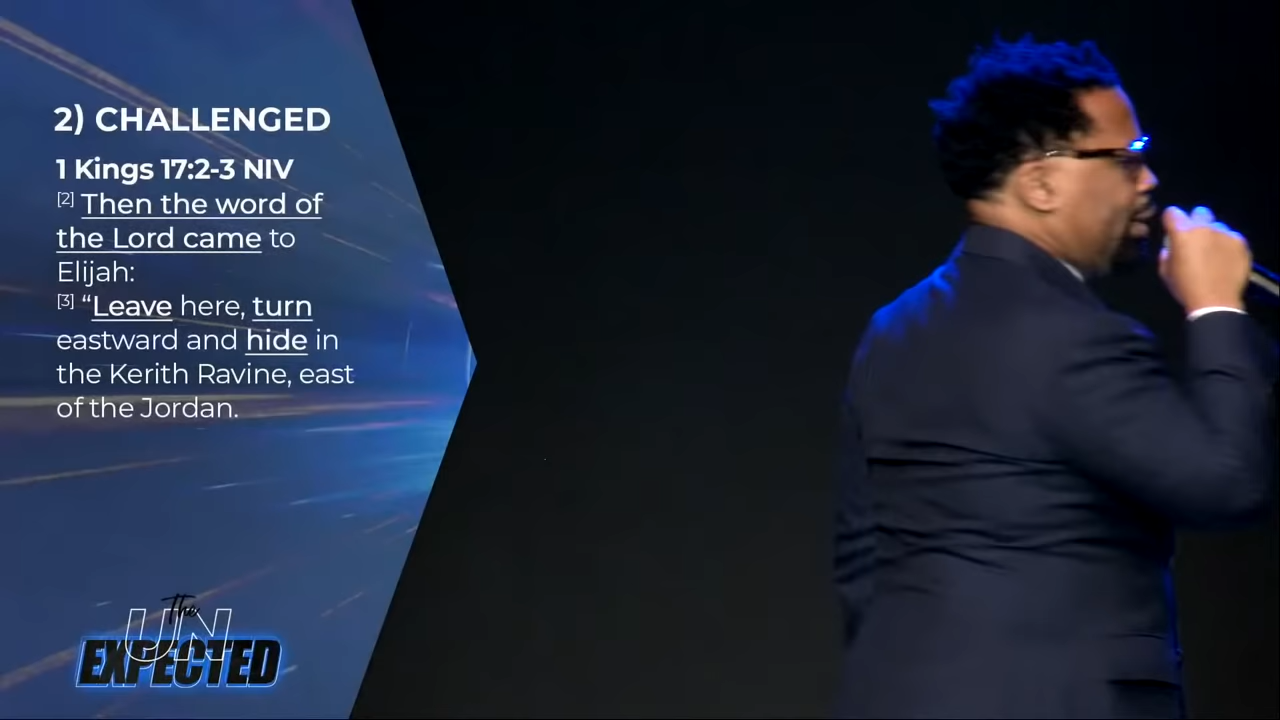 2) CHALLENGED
1 Kings 17:2-3 NIV
[2] Then the word of
the Lord came to
Elijah:
[3] “Leave here, turn
eastward and hide in
the Kerith Ravine, east
of the Jordan.
The
UN
EXPECTED